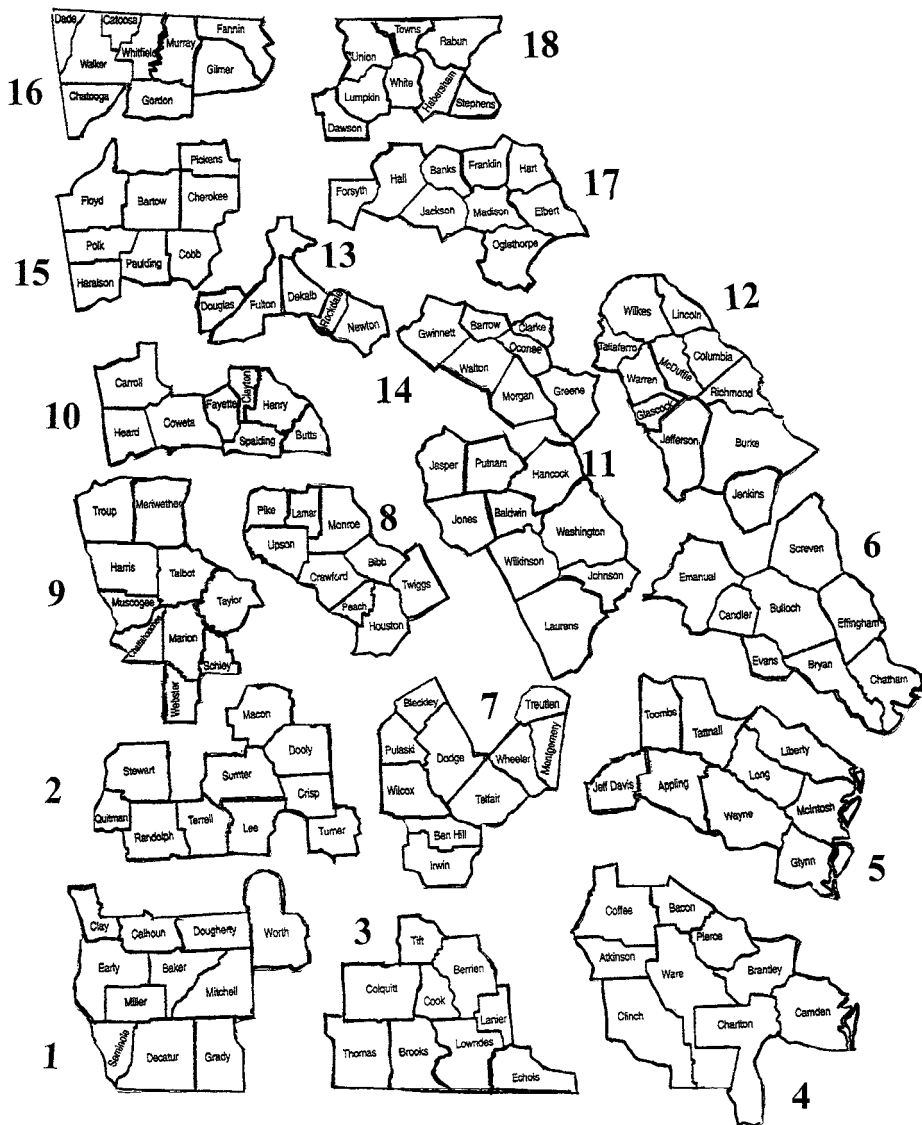 Dade
Catoosa
Whitfield
Murray
Fannin
Walker
Gilmer
Chatooga
Gordon
16
Towns
Rabun
Union
White
Habersham
Lumpkin
Stephens
Dawson
18
Pickens
Floyd
Bartow
Cherokee
Polk
Paulding
Cobb
Haralson
15
Forsyth
Hall
Banks
Franklin
Hart
Jackson
Madison
Elbert
Oglethorpe
17
13
Douglas
Fulton
Dekalb
Rockdale
Newton
Gwinnett
Barrow
Clarke
Oconee
Walton
Morgan
Greene
14
Wilkes
Lincoln
Taliaferro
McDuffie
Columbia
Warren
Richmond
Glascock
Jefferson
Burke
Jenkins
12
Carroll
Clayton
Fayette
Henry
Heard
Coweta
Spalding
Butts
10
Jasper
Putnam
Hancock
Jones
Baldwin
Washington
Wilkinson
Johnson
Laurens
11
Troup
Meriwether
Harris
Talbot
Muscogee
Taylor
Chattahoochee
Marion
Schley
Webster
9
Pike
Lamar
Monroe
Upson
Bibb
Crawford
Twiggs
Peach
Houston
8
Screven
Emanual
Bulloch
Candler
Effingham
Evans
Bryan
Chatham
6
Macon
Dooly
Stewart
Sumter
Crisp
Quitman
Randolph
Terrell
Lee
Turner
2
Bleckley
Treutlen
Pulaski
Dodge
Wheeler
Montgomery
Wilcox
Telfair
Ben Hill
Irwin
7
Toombs
Tattnall
Liberty
Jeff Davis
Appling
Long
Wayne
McIntosh
Glynn
5
Clay
Calhoun
Dougherty
Worth
Early
Baker
Miller
Mitchell
Seminole
Decatur
Grady
1
3
Tift
Berrien
Colquitt
Cook
Lanier
Thomas
Brooks
Lowndes
Echols
Coffee
Bacon
Pierce
Atkinson
Ware
Brantley
Clinch
Charlton
Camden
4